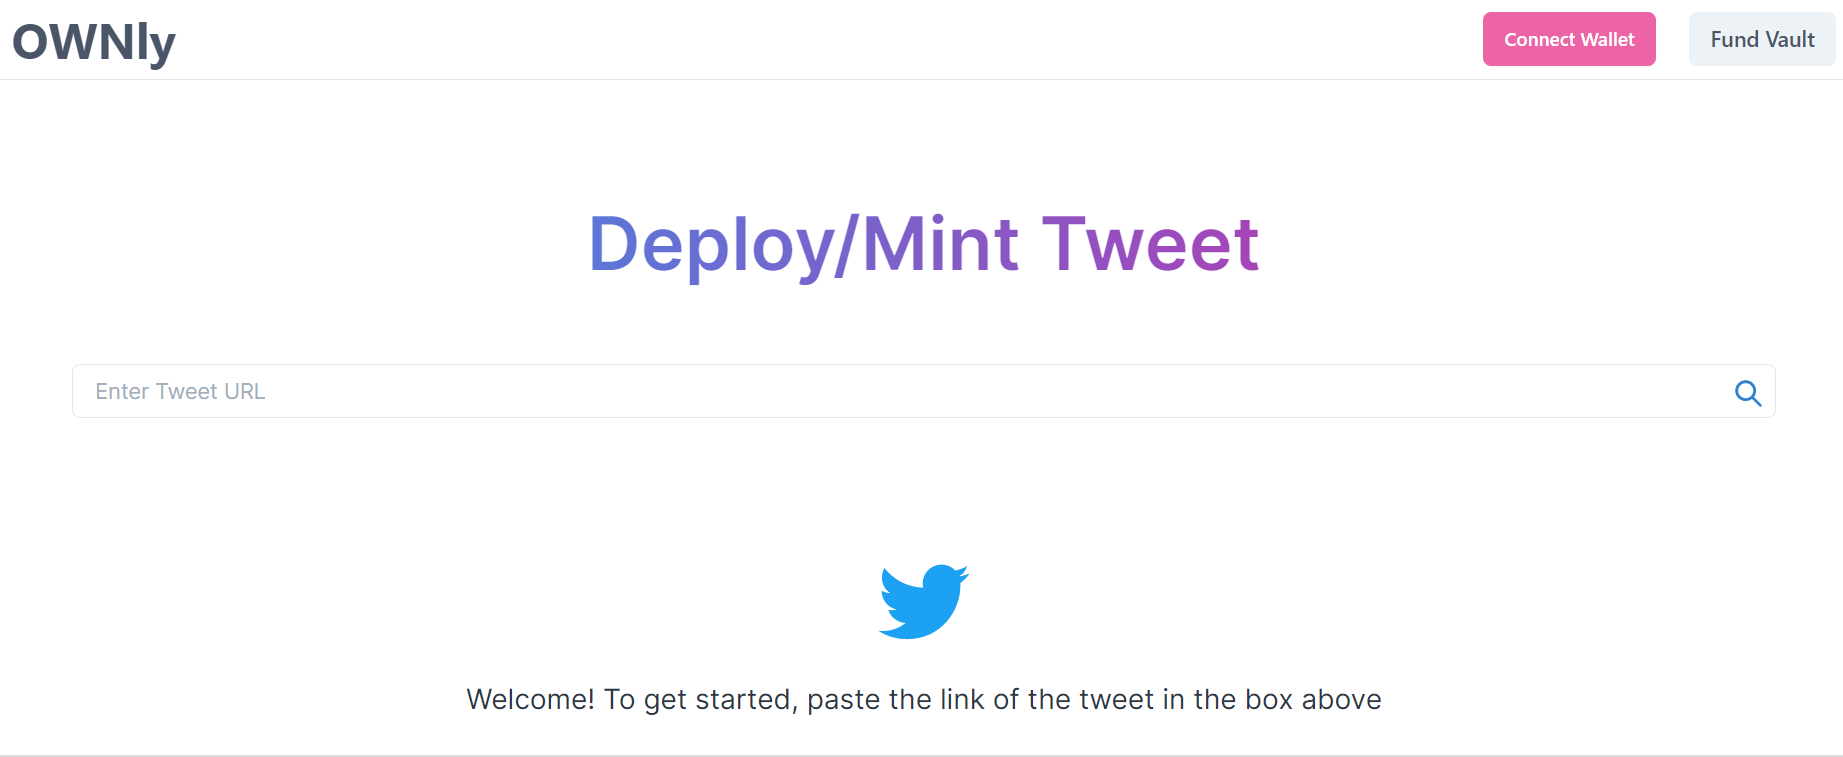 OWNly
Connect Wallet
Fund Vault
Deploy/Mint Tweet
Enter Tweet URL
Welcome! To get started, paste the link of the tweet in the box above